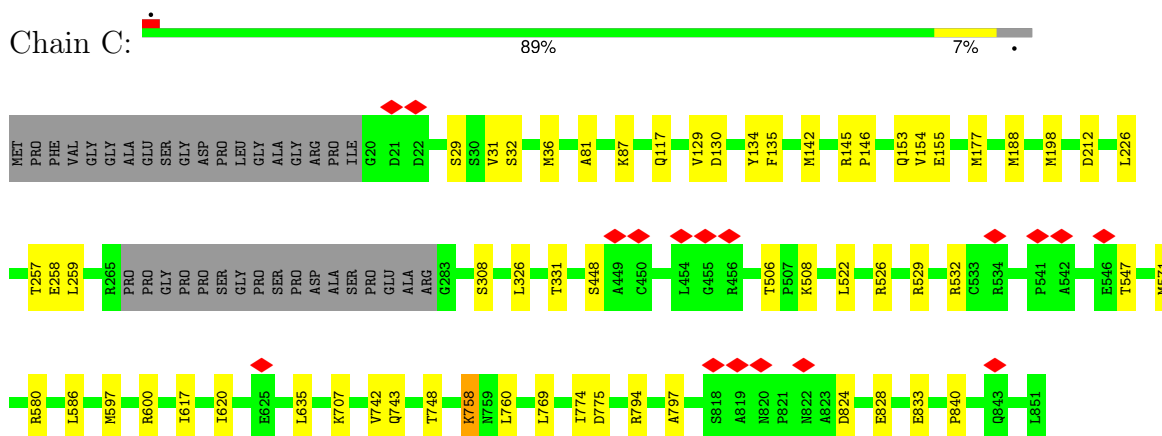 Chain C:
89%
7%
MET PRO PHE VAL GLY GLY ALA GLU SER GLY ASP PRO LEU GLY ALA GLY ARG PRO ILE G20 D21 D22 S29 S30 V31 S32 M36 A81 K87 Q117 V129 D130 Y134 F135 M142 R145 P146 Q153 V154 E155 M177 M188 M198 D212 L226
T257 E258 L259 R265 PRO PRO GLY PRO PRO SER GLY PRO SER PRO ASP ALA SER PRO GLU ALA ARG G283 S308 L326 T331 S448 A449 C450 L454 G455 R456 T506 P507 K508 L522 R526 R529 R532 C533 R534 P541 A542 E546 T547 M571
R580 L586 M597 R600 I617 I620 E625 L635 K707 V742 Q743 T748 K758 N759 L760 L769 I774 D775 R794 A797 S818 A819 N820 P821 N822 A823 D824 E828 E833 P840 Q843 L851